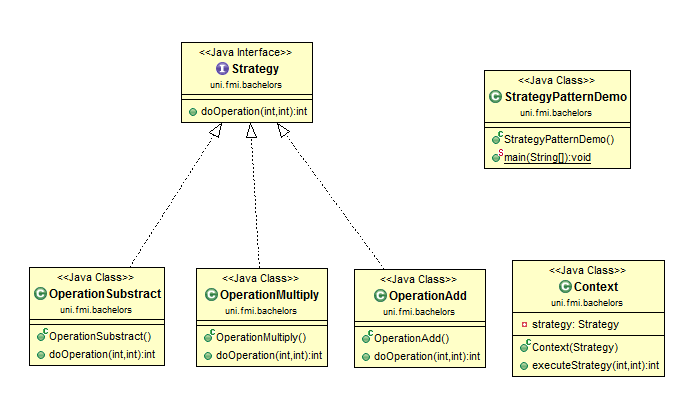 <<Java Interface>>
Strategy
uni.fmi.bachelors
doOperation(int,int):int
<<Java Class>>
StrategyPatternDemo
uni.fmi.bachelors
StrategyPatternDemo()
main(String[]):void
<<Java Class>>
OperationSubstract
uni.fmi.bachelors
OperationSubstract()
doOperation(int,int):int
<<Java Class>>
OperationMultiply
uni.fmi.bachelors
OperationMultiply()
doOperation(int,int):int
<<Java Class>>
OperationAdd
uni.fmi.bachelors
OperationAdd()
doOperation(int,int):int
<<Java Class>>
Context
uni.fmi.bachelors
strategy: Strategy
Context(Strategy)
executeStrategy(int,int):int